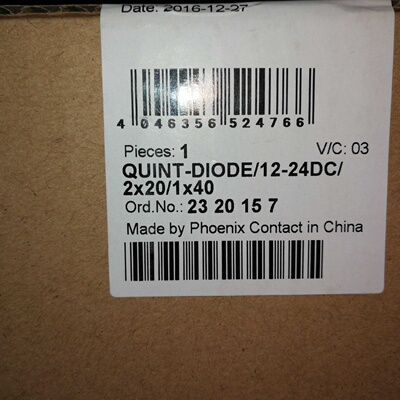 Date: 2016-12-27
4 046356 524766
Pieces: 1 V/C: 03
QUINT-DIODE/12-24DC/
2x20/1x40
Ord.No.: 23 20 15 7
Made by Phoenix Contact in China